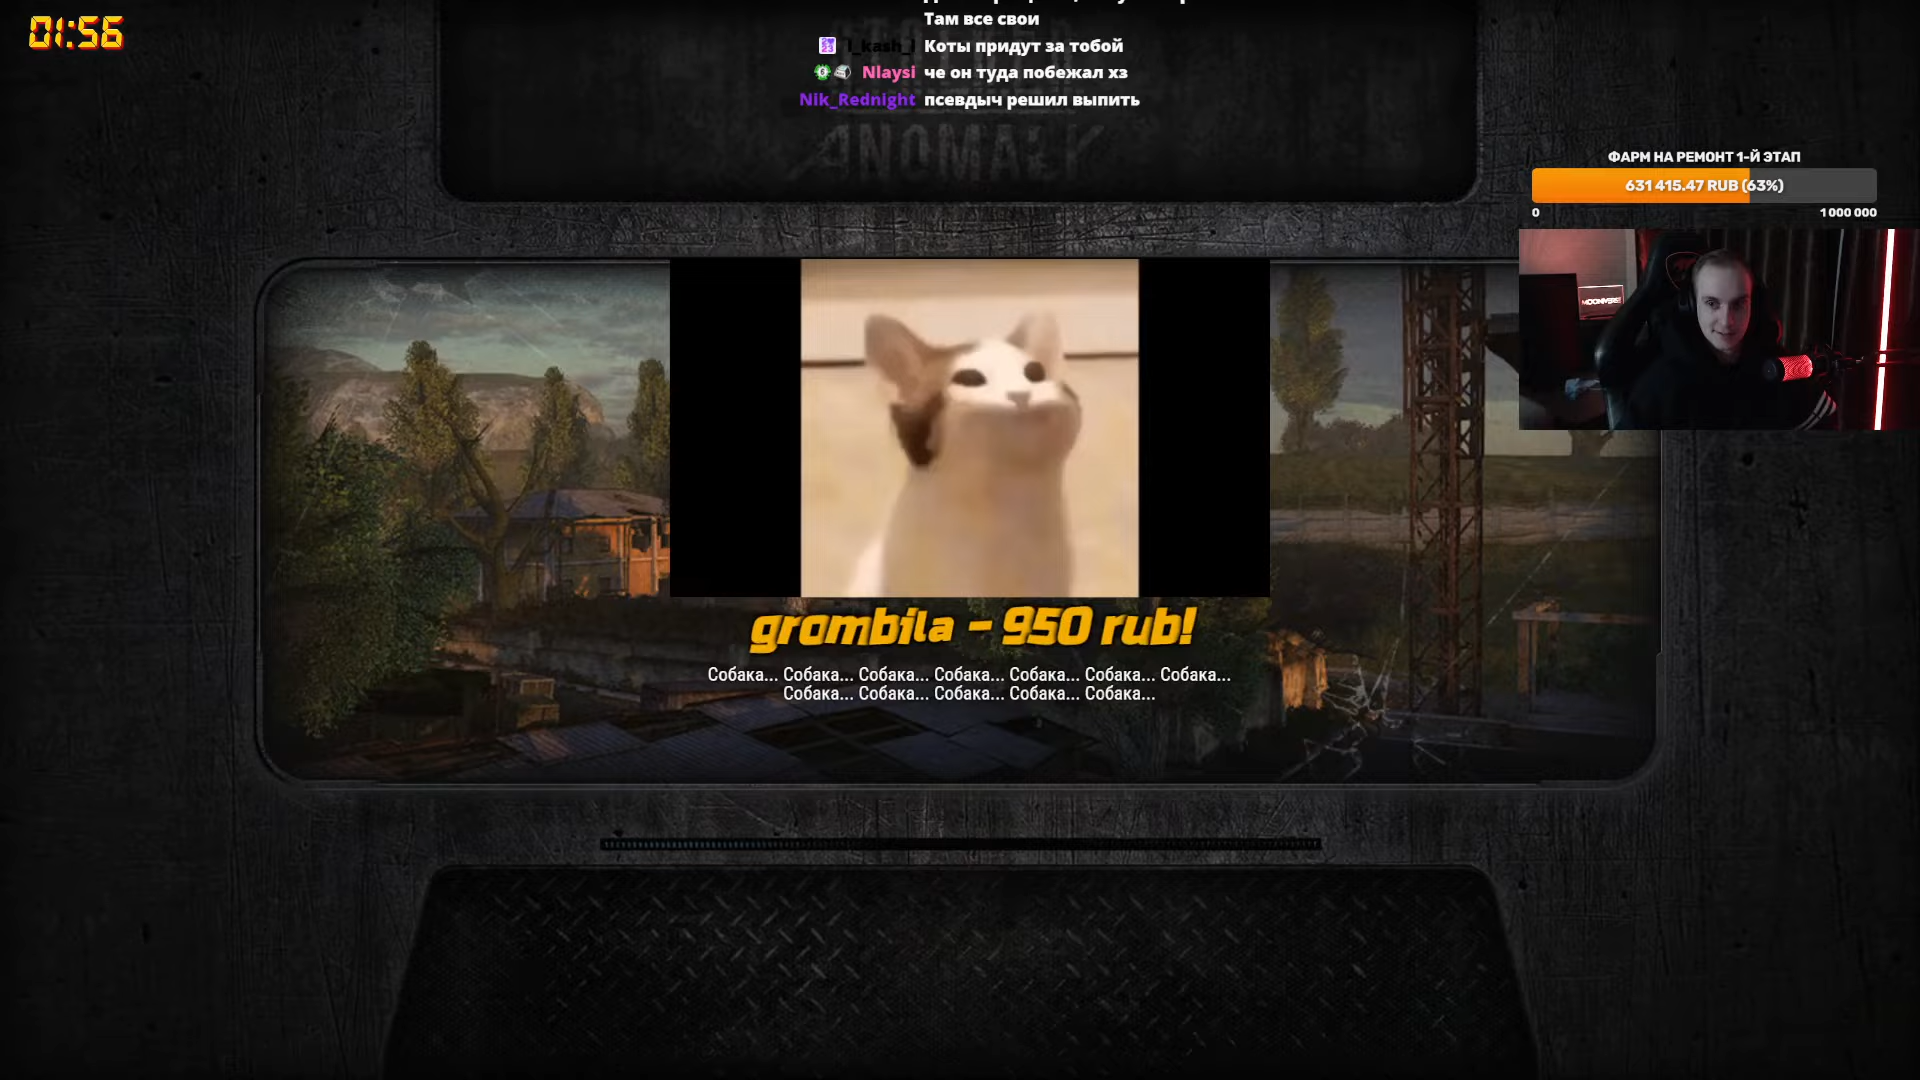 01:56
Там все свои
l_kash_l Коты придут за тобой
Nlaysi че он туда побежал хз
Nik_Rednight псевдыч решил выпить
ANOMALY
ФАРМ НА РЕМОНТ 1-Й ЭТАП
631 415.47 RUB (63%)
0 1 000 000
grombila - 950 rub!
Собака... Собака... Собака... Собака... Собака... Собака... Собака...
Собака... Собака... Собака... Собака... Собака...